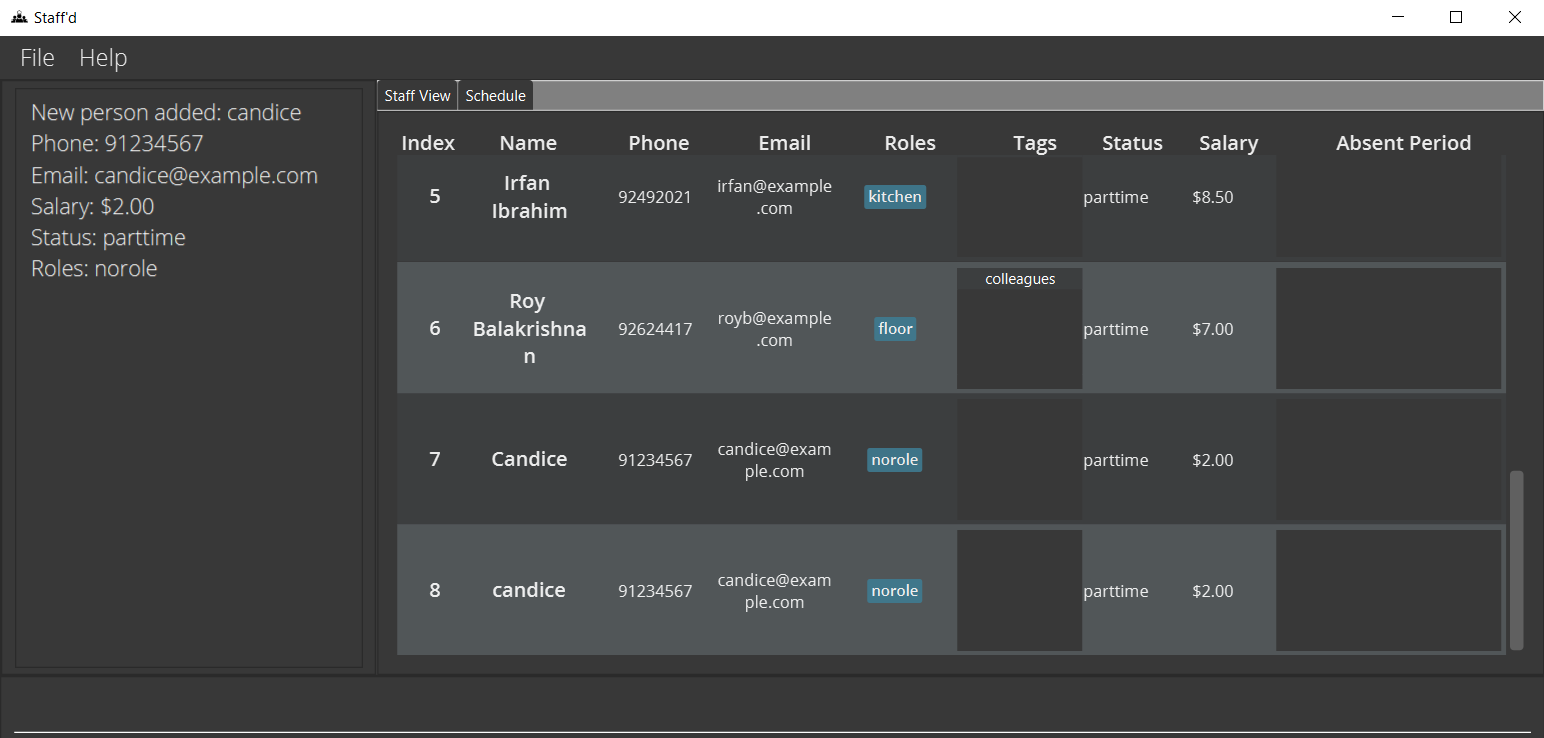 Staff'd
File Help
New person added: candice
Phone: 91234567
Email: candice@example.com
Salary: $2.00
Status: parttime
Roles: norole
Staff View Schedule
Index Name Phone Email Roles Tags Status Salary Absent Period
5 Irfan Ibrahim 92492021 irfan@example.com kitchen parttime $8.50
colleagues
6 Roy Balakrishnan 92624417 royb@example.com floor parttime $7.00
7 Candice 91234567 candice@example.com norole parttime $2.00
8 candice 91234567 candice@example.com norole parttime $2.00